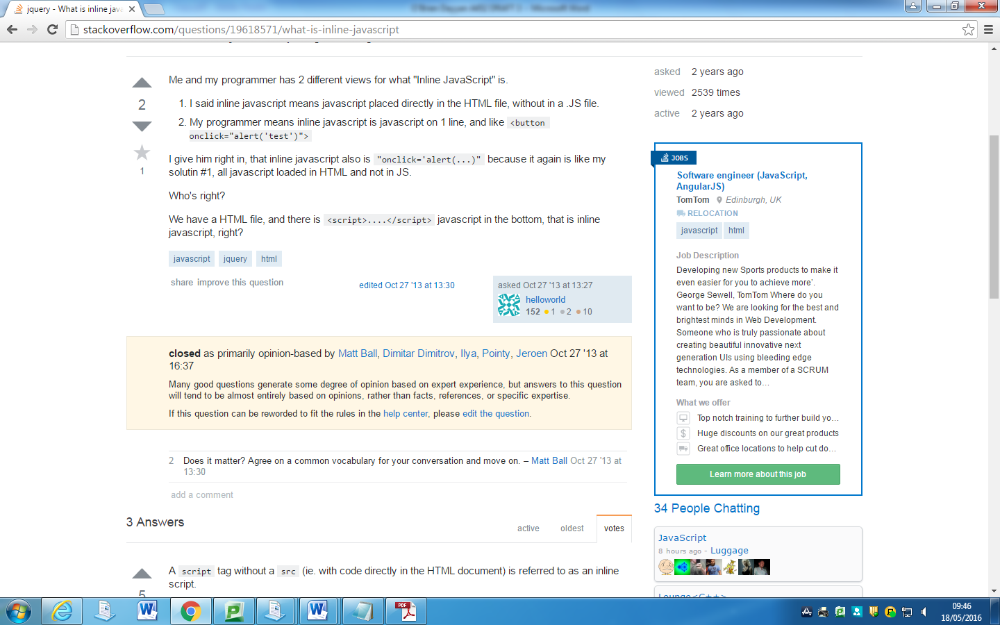 jquery - What is inline java
stackoverflow.com/questions/19618571/what-is-inline-javascript
Me and my programmer has 2 different views for what "Inline JavaScript" is.
2
1. I said inline javascript means javascript placed directly in the HTML file, without in a .JS file.
2. My programmer means inline javascript is javascript on 1 line, and like <button
onclick="alert('test')">
1
I give him right in, that inline javascript also is "onclick='alert(...)" because it again is like my
solutin #1, all javascript loaded in HTML and not in JS.
Who's right?
We have a HTML file, and there is <script>....</script> javascript in the bottom, that is inline
javascript, right?
javascript jquery html
share improve this question
edited Oct 27 '13 at 13:30
asked Oct 27 '13 at 13:27
helloworld
152 1 2 10
closed as primarily opinion-based by Matt Ball, Dimitar Dimitrov, Ilya, Pointy, Jeroen Oct 27 '13 at
16:37
Many good questions generate some degree of opinion based on expert experience, but answers to this question
will tend to be almost entirely based on opinions, rather than facts, references, or specific expertise.
If this question can be reworded to fit the rules in the help center, please edit the question.
2 Does it matter? Agree on a common vocabulary for your conversation and move on. – Matt Ball Oct 27 '13 at
13:30
add a comment
3 Answers
active oldest votes
A script tag without a src (ie. with code directly in the HTML document) is referred to as an inline
script.
5
asked 2 years ago
viewed 2539 times
active 2 years ago
JOBS
Software engineer (JavaScript,
AngularJS)
TomTom Edinburgh, UK
RELOCATION
javascript html
Job Description
Developing new Sports products to make it
even easier for you to achieve more'.
George Sewell, TomTom Where do you
want to be? We are looking for the best and
brightest minds in Web Development.
Someone who is truly passionate about
creating beautiful innovative next
generation UIs using bleeding edge
technologies. As a member of a SCRUM
team, you are asked to…
What we offer
Top notch training to further build yo…
Huge discounts on our great products
Great office locations to help cut do…
Learn more about this job
34 People Chatting
JavaScript
8 hours ago - Luggage
Lounge<C++>
PDF
09:46
18/05/2016